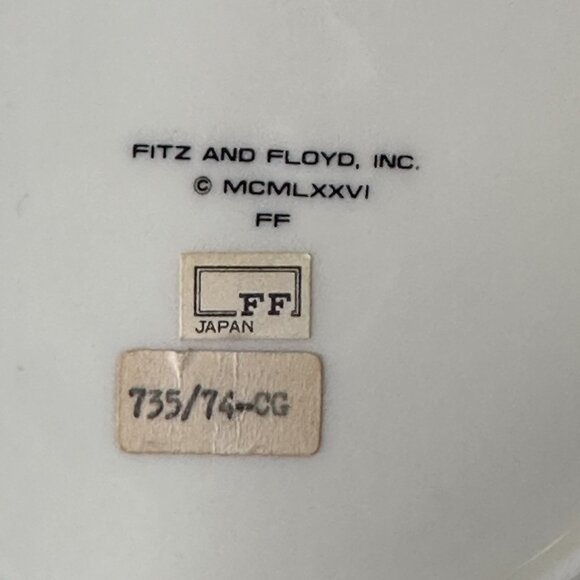 FITZ AND FLOYD, INC.
© MCMLXXVI
FF
FF
JAPAN
735/74--CG